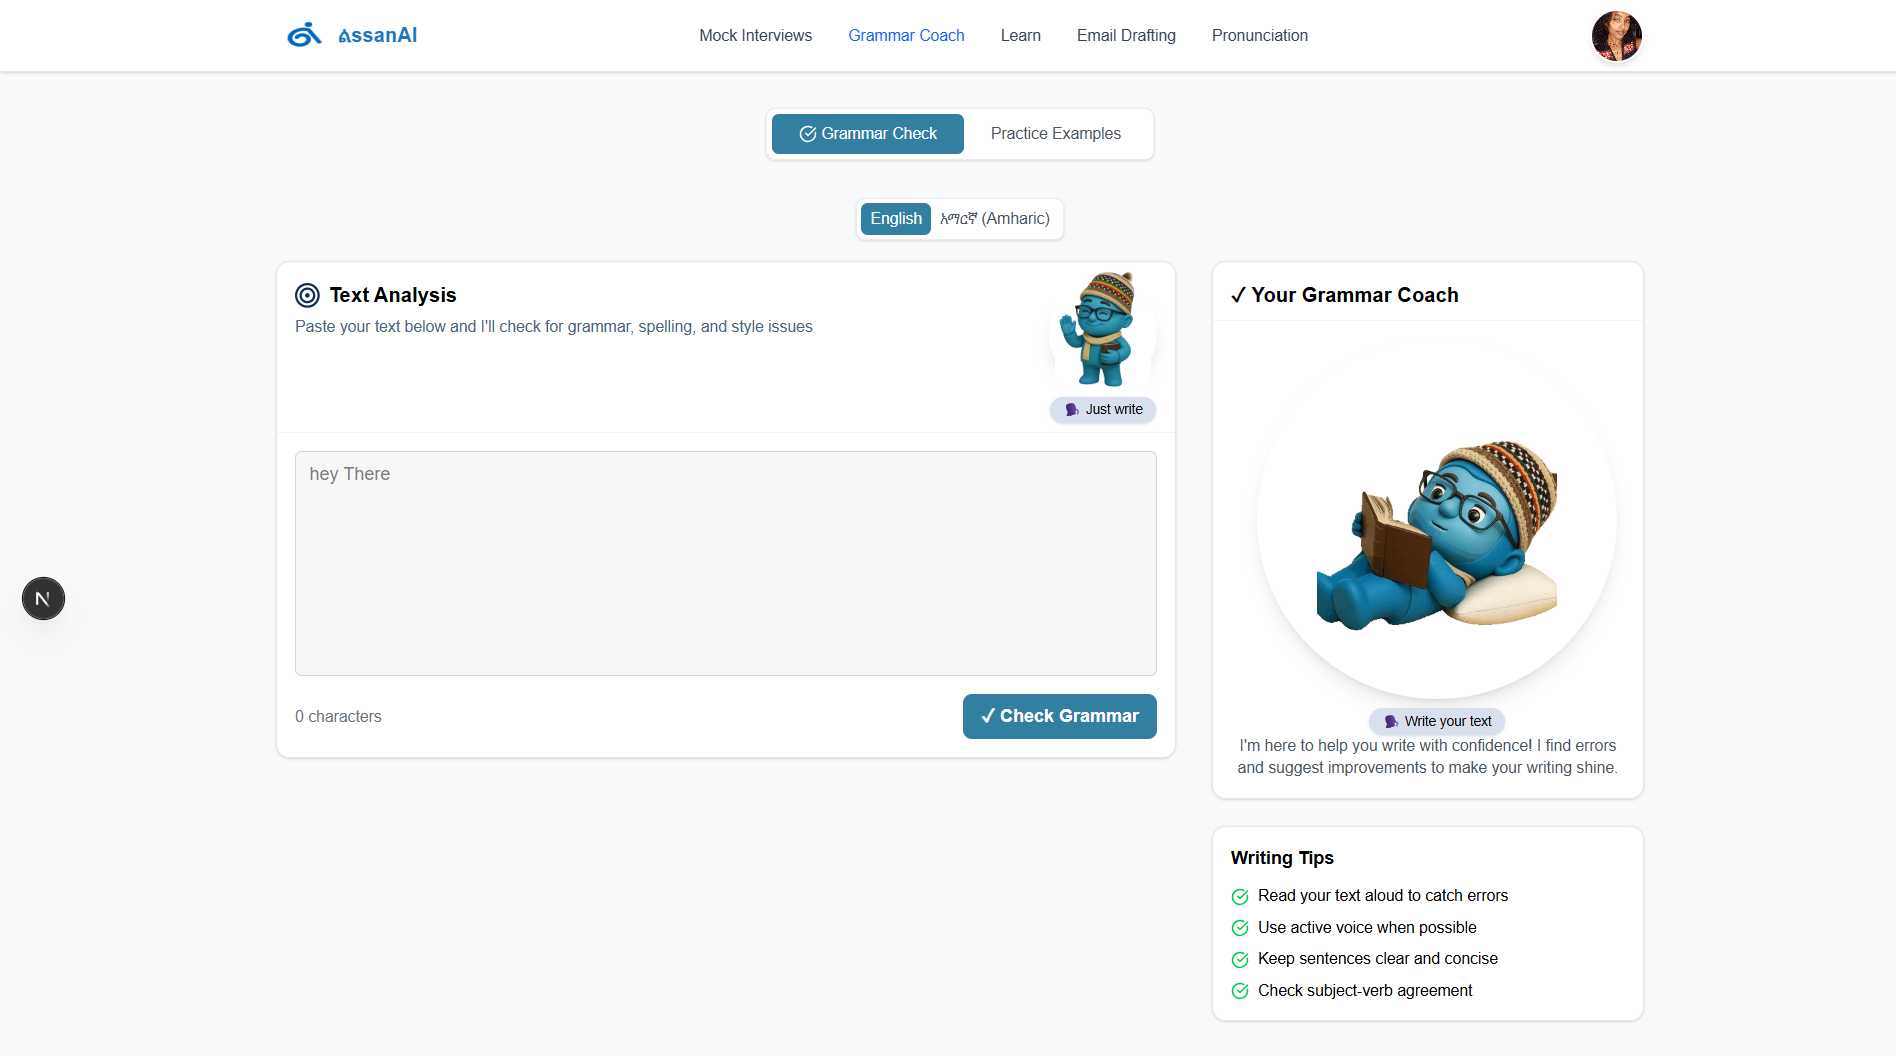 ልssanAI
Mock Interviews
Grammar Coach
Learn
Email Drafting
Pronunciation
Grammar Check
Practice Examples
English
አማርኛ (Amharic)
Text Analysis
Paste your text below and I'll check for grammar, spelling, and style issues
Just write
hey There
0 characters
✓ Check Grammar
✓ Your Grammar Coach
Write your text
I'm here to help you write with confidence! I find errors
and suggest improvements to make your writing shine.
Writing Tips
Read your text aloud to catch errors
Use active voice when possible
Keep sentences clear and concise
Check subject-verb agreement
N